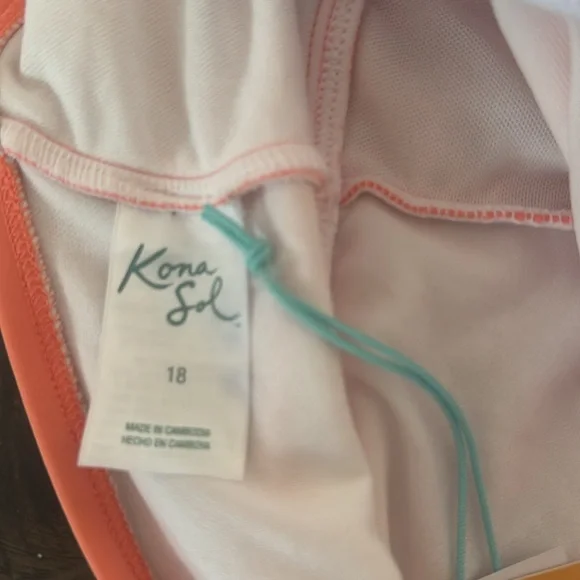 Kona
Sol.
18
MADE IN CAMBODIA
HECHO EN CAMBOYA